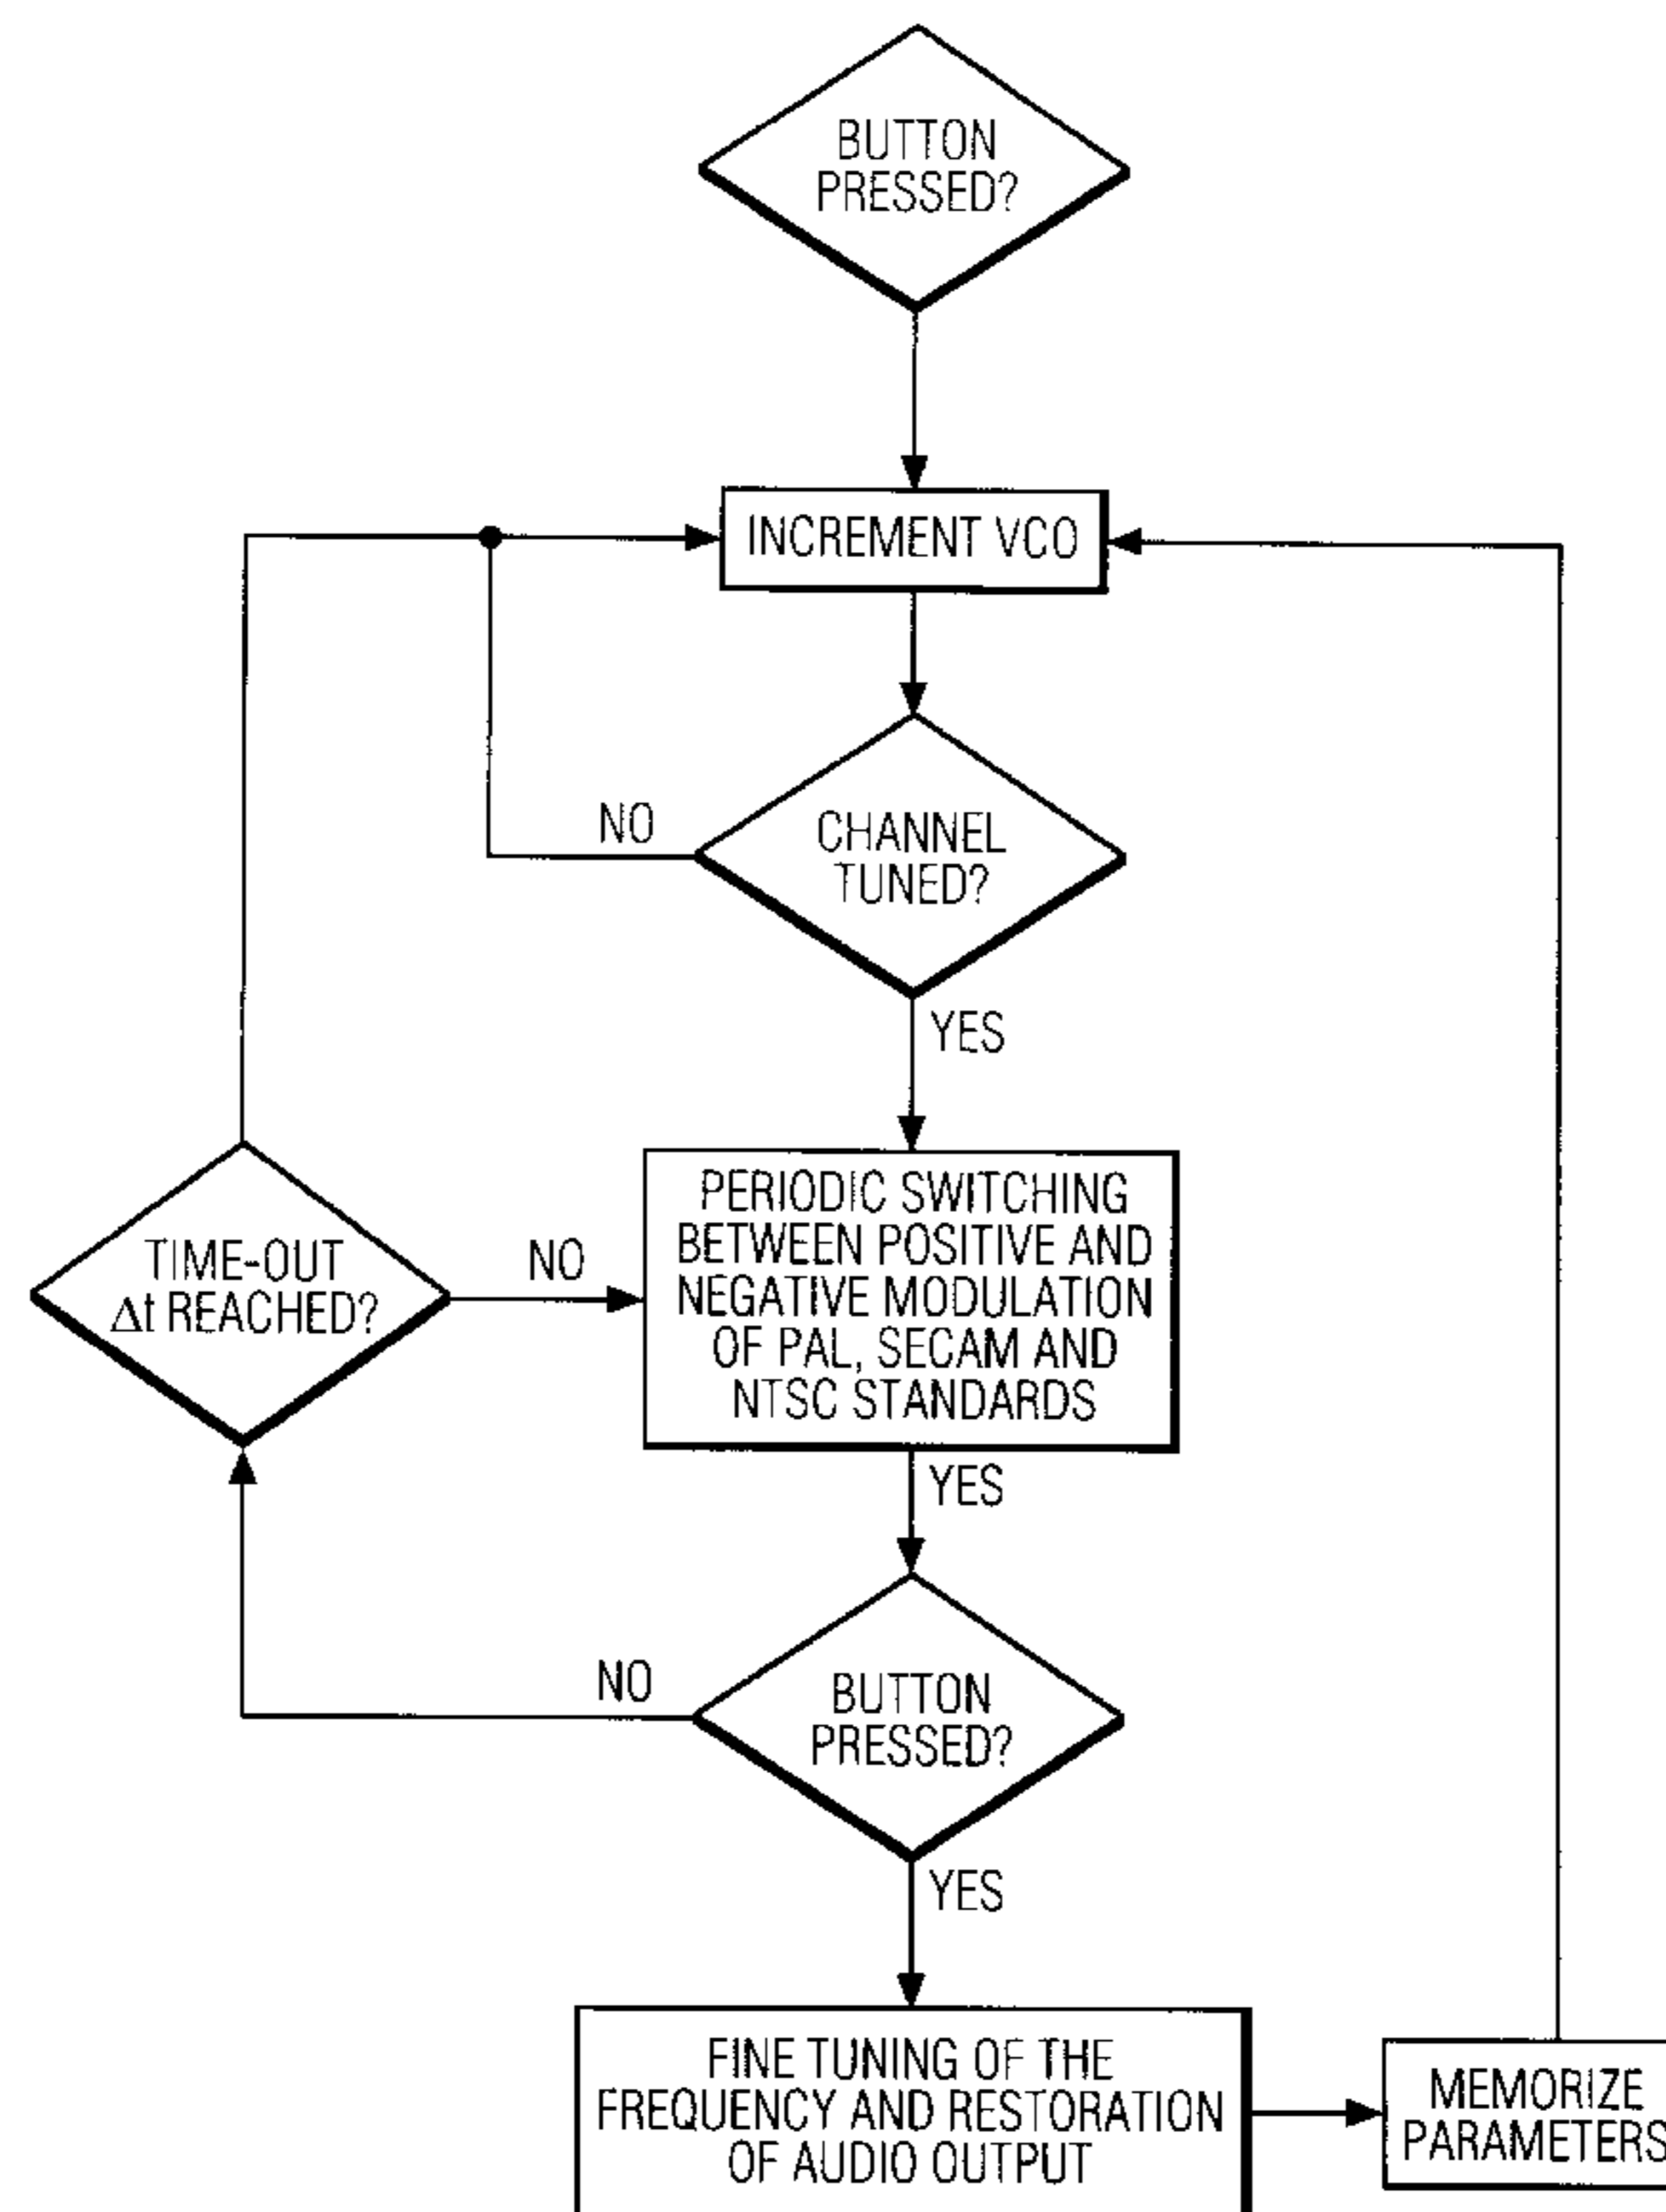 BUTTON
PRESSED?
INCREMENT VCO
NO
CHANNEL
TUNED?
YES
PERIODIC SWITCHING
BETWEEN POSITIVE AND
NEGATIVE MODULATION
OF PAL, SECAM AND
NTSC STANDARDS
TIME-OUT
Δt REACHED?
NO
YES
NO
BUTTON
PRESSED?
YES
FINE TUNING OF THE
FREQUENCY AND RESTORATION
OF AUDIO OUTPUT
MEMORIZE
PARAMETERS